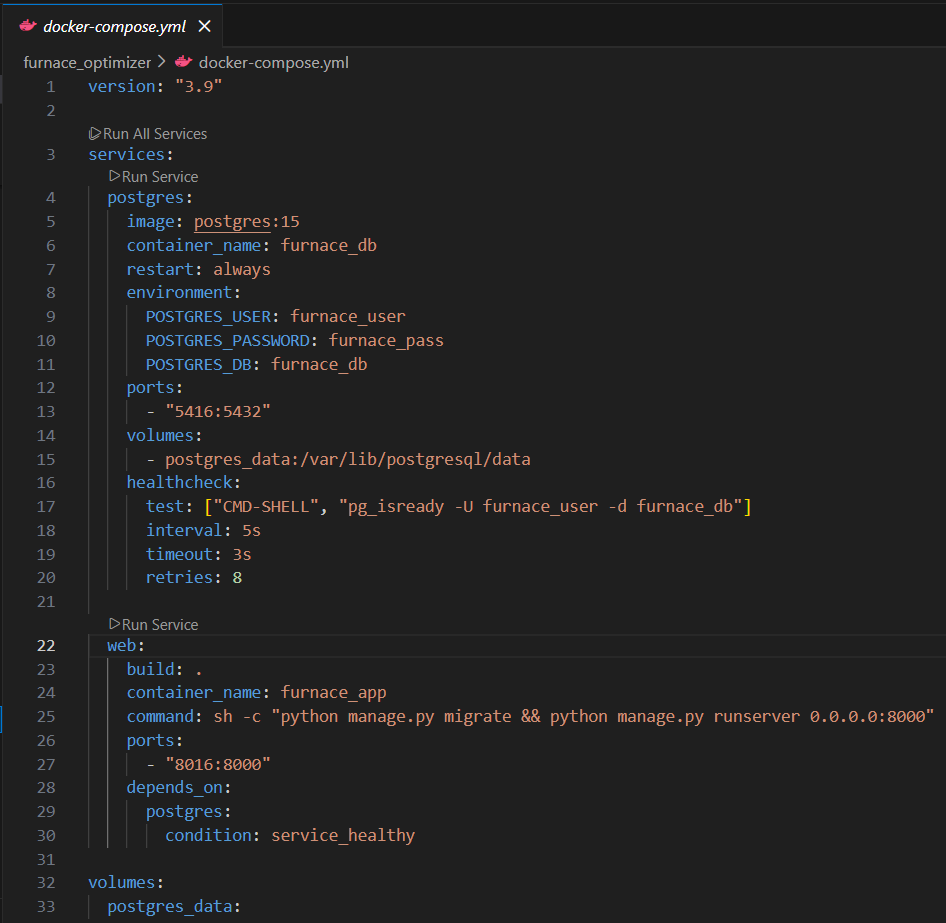 docker-compose.yml
furnace_optimizer > docker-compose.yml
1 version: "3.9"
2
Run All Services
3 services:
Run Service
4   postgres:
5     image: postgres:15
6     container_name: furnace_db
7     restart: always
8     environment:
9       POSTGRES_USER: furnace_user
10       POSTGRES_PASSWORD: furnace_pass
11       POSTGRES_DB: furnace_db
12     ports:
13       - "5416:5432"
14     volumes:
15       - postgres_data:/var/lib/postgresql/data
16     healthcheck:
17       test: ["CMD-SHELL", "pg_isready -U furnace_user -d furnace_db"]
18       interval: 5s
19       timeout: 3s
20       retries: 8
21
Run Service
22   web:
23     build: .
24     container_name: furnace_app
25     command: sh -c "python manage.py migrate && python manage.py runserver 0.0.0.0:8000"
26     ports:
27       - "8016:8000"
28     depends_on:
29       postgres:
30         condition: service_healthy
31
32 volumes:
33   postgres_data: